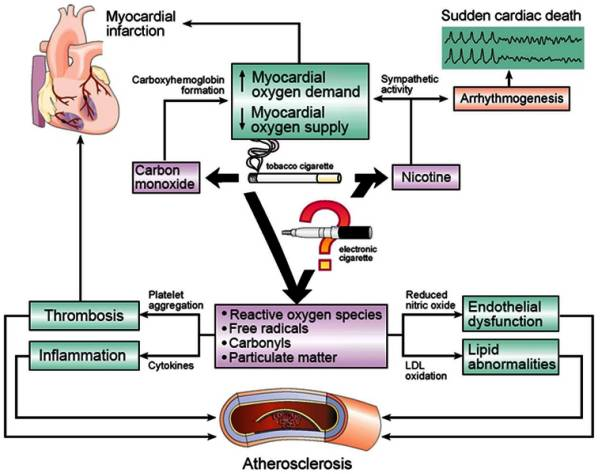 Myocardial
infarction
Sudden cardiac death
Carboxyhemoglobin
formation
↑ Myocardial
oxygen demand
↓ Myocardial
oxygen supply
Sympathetic
activity
Arrhythmogenesis
Carbon
monoxide
tobacco cigarette
Nicotine
?
electronic
cigarette
Thrombosis
Platelet
aggregation
• Reactive oxygen species
• Free radicals
• Carbonyls
• Particulate matter
Reduced
nitric oxide
Endothelial
dysfunction
Inflammation
Cytokines
LDL
oxidation
Lipid
abnormalities
Atherosclerosis